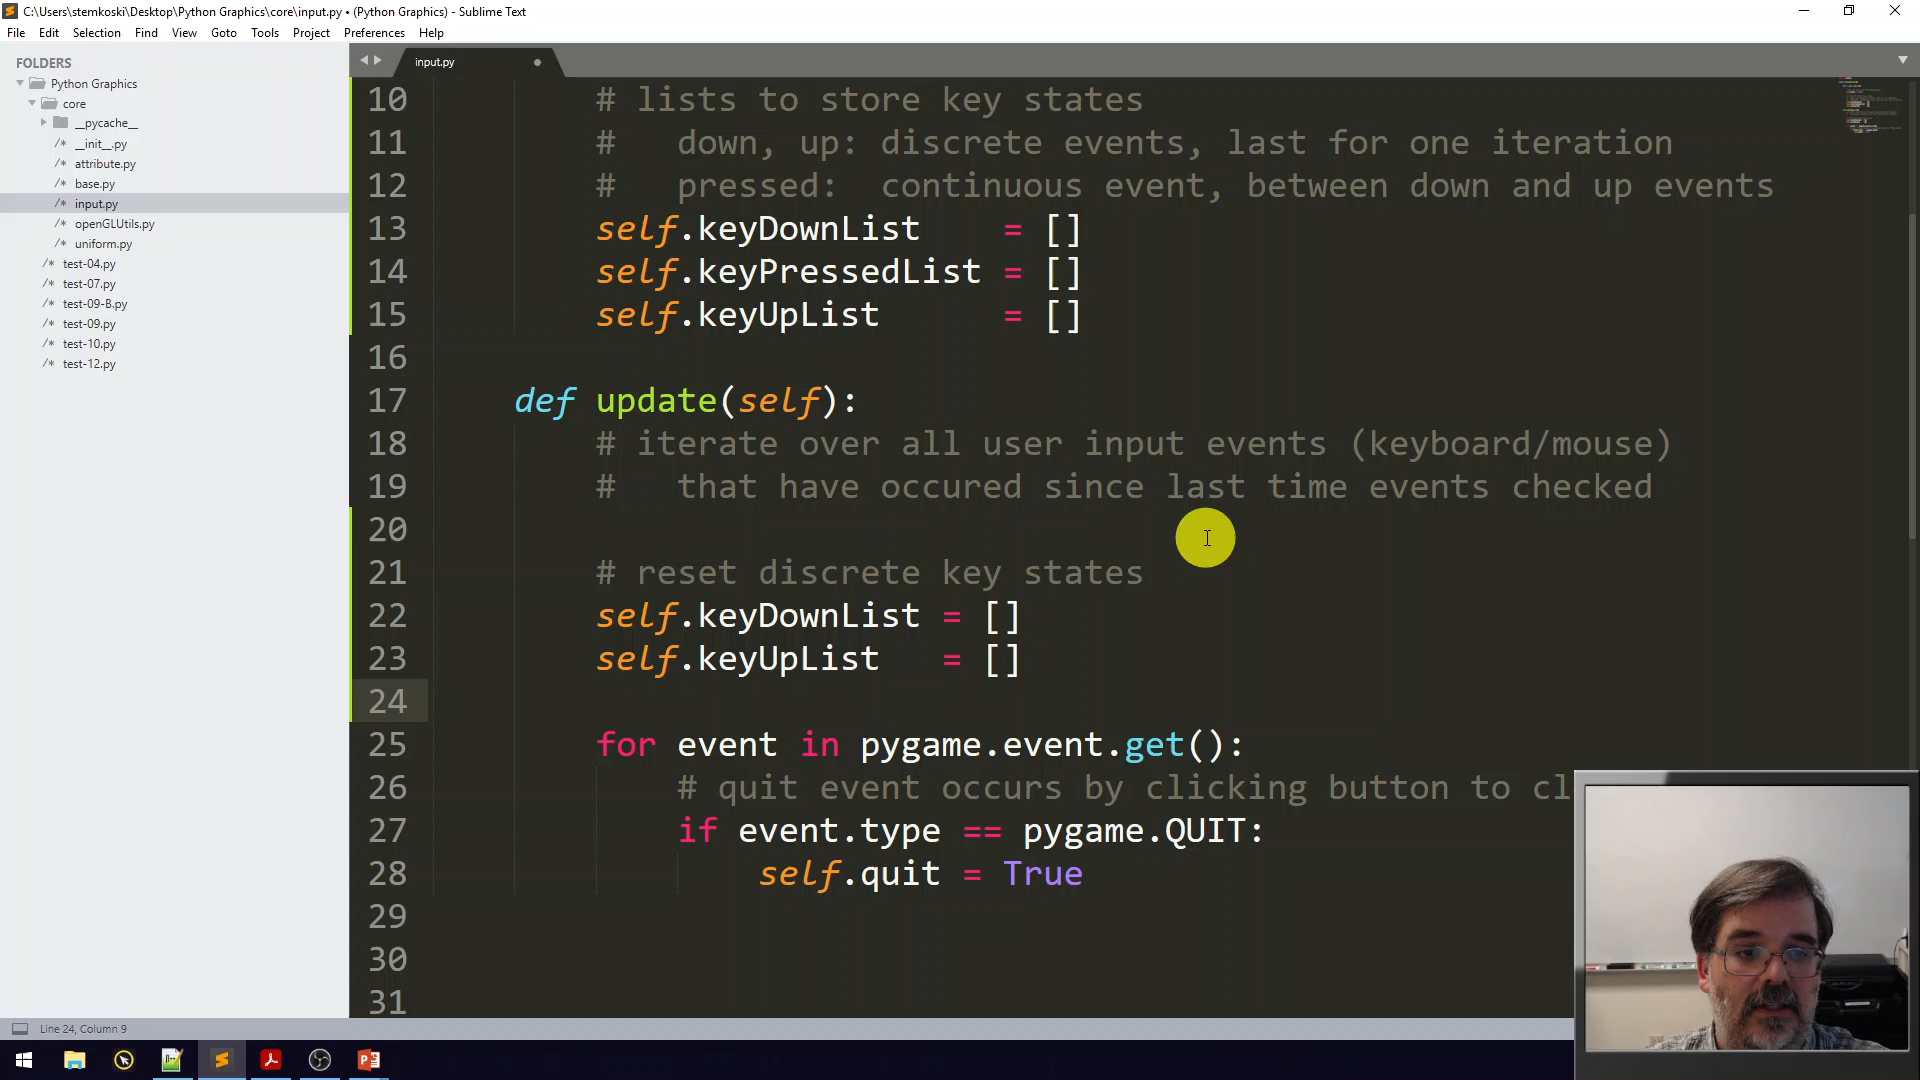 C:\Users\stemkoski\Desktop\Python Graphics\core\input.py • (Python Graphics) - Sublime Text
File Edit Selection Find View Goto Tools Project Preferences Help
FOLDERS
Python Graphics
core
__pycache__
/* __init__.py
/* attribute.py
/* base.py
/* input.py
/* openGLUtils.py
/* uniform.py
/* test-04.py
/* test-07.py
/* test-09-B.py
/* test-09.py
/* test-10.py
/* test-12.py
input.py
10 # lists to store key states
11 #   down, up: discrete events, last for one iteration
12 #   pressed:  continuous event, between down and up events
13 self.keyDownList    = []
14 self.keyPressedList = []
15 self.keyUpList      = []
16
17 def update(self):
18 # iterate over all user input events (keyboard/mouse)
19 #   that have occured since last time events checked
20
21 # reset discrete key states
22 self.keyDownList = []
23 self.keyUpList   = []
24
25 for event in pygame.event.get():
26 # quit event occurs by clicking button to cl
27 if event.type == pygame.QUIT:
28 self.quit = True
29
30
31
Line 24, Column 9